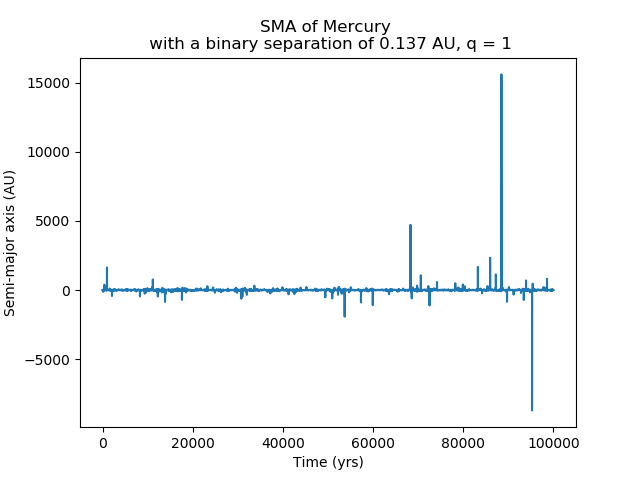 SMA of Mercury
with a binary separation of 0.137 AU, q = 1
Semi-major axis (AU)
15000
10000
5000
0
−5000
0 20000 40000 60000 80000 100000
Time (yrs)